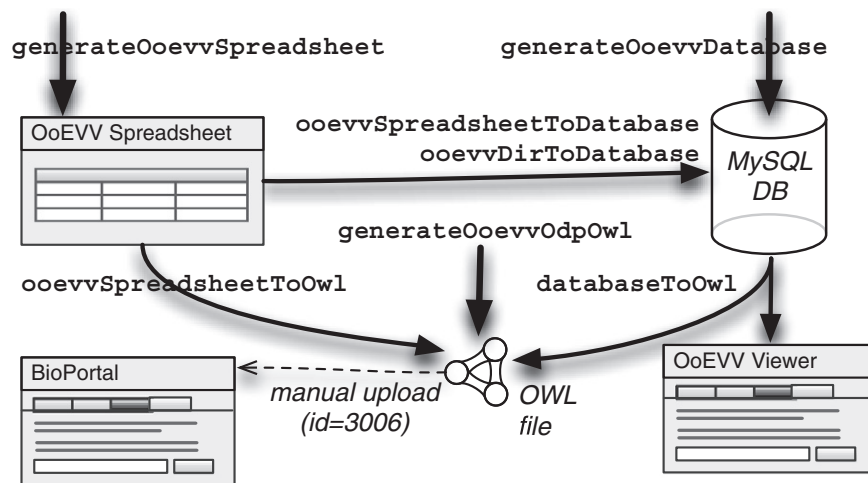 generateOoevvSpreadsheet
generateOoevvDatabase
OoEVV Spreadsheet
ooevvSpreadsheetToDatabase
ooevvDirToDatabase
MySQL
DB
generateOoevvOdpOwl
ooevvSpreadsheetToOwl
databaseToOwl
BioPortal
manual upload
(id=3006)
OWL
file
OoEVV Viewer